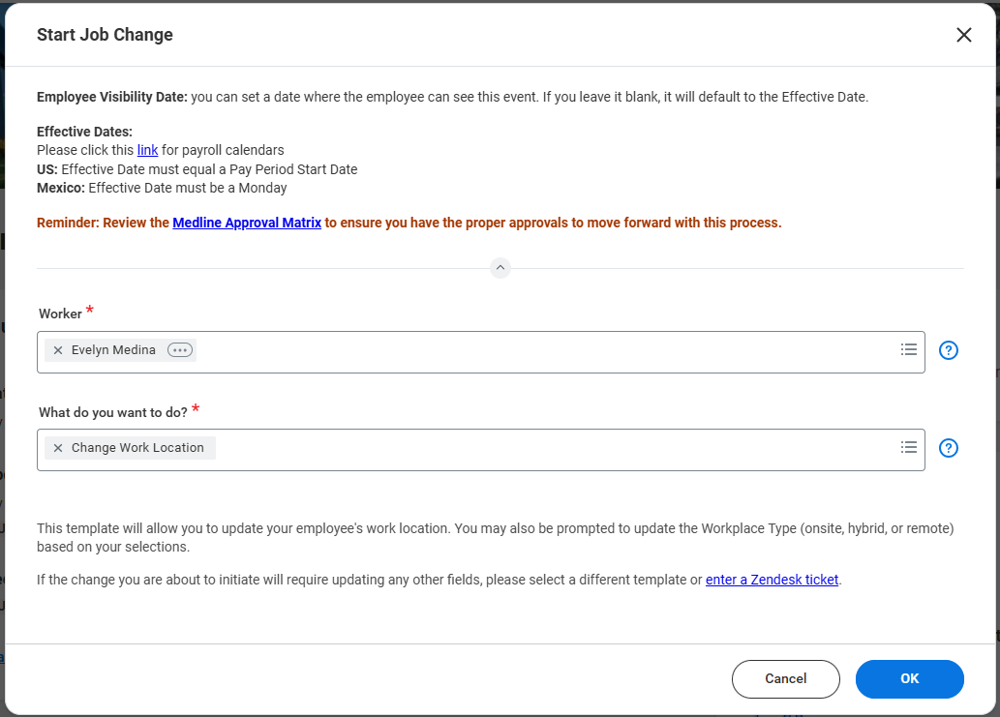 Start Job Change
Employee Visibility Date: you can set a date where the employee can see this event. If you leave it blank, it will default to the Effective Date.
Effective Dates:
Please click this link for payroll calendars
US: Effective Date must equal a Pay Period Start Date
Mexico: Effective Date must be a Monday
Reminder: Review the Medline Approval Matrix to ensure you have the proper approvals to move forward with this process.
Worker *
Evelyn Medina
What do you want to do? *
Change Work Location
This template will allow you to update your employee's work location. You may also be prompted to update the Workplace Type (onsite, hybrid, or remote)
based on your selections.
If the change you are about to initiate will require updating any other fields, please select a different template or enter a Zendesk ticket.
Cancel
OK